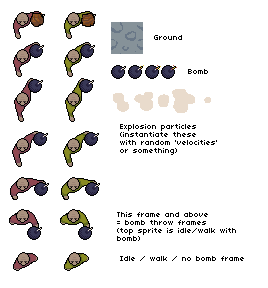 Ground
Bomb
Explosion particles
(instantiate these
with random 'velocities'
or something)
This frame and above
= bomb throw frames
(top sprite is idle/walk with
bomb)
Idle / walk / no bomb frame